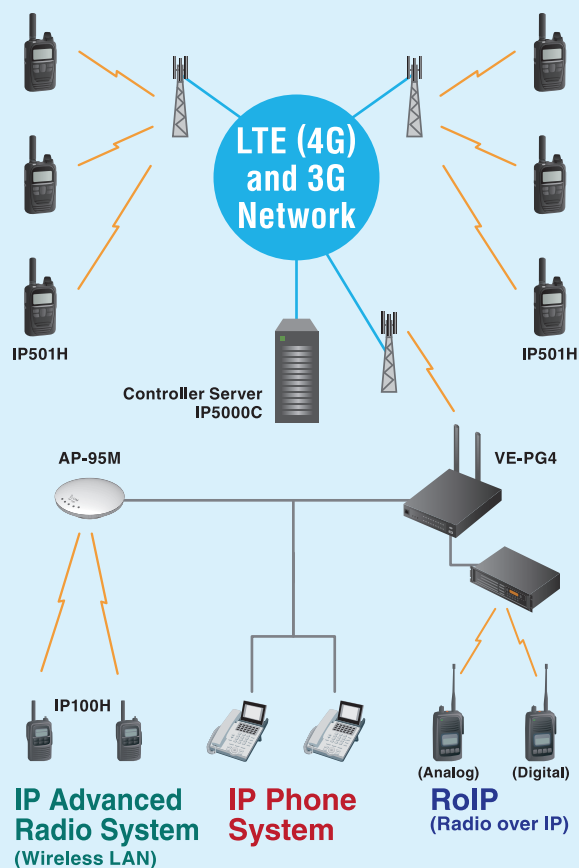 LTE (4G)
and 3G
Network
IP501H
IP501H
Controller Server
IP5000C
AP-95M
VE-PG4
IP100H
(Analog)
(Digital)
IP Advanced
Radio System
(Wireless LAN)
IP Phone
System
RoIP
(Radio over IP)